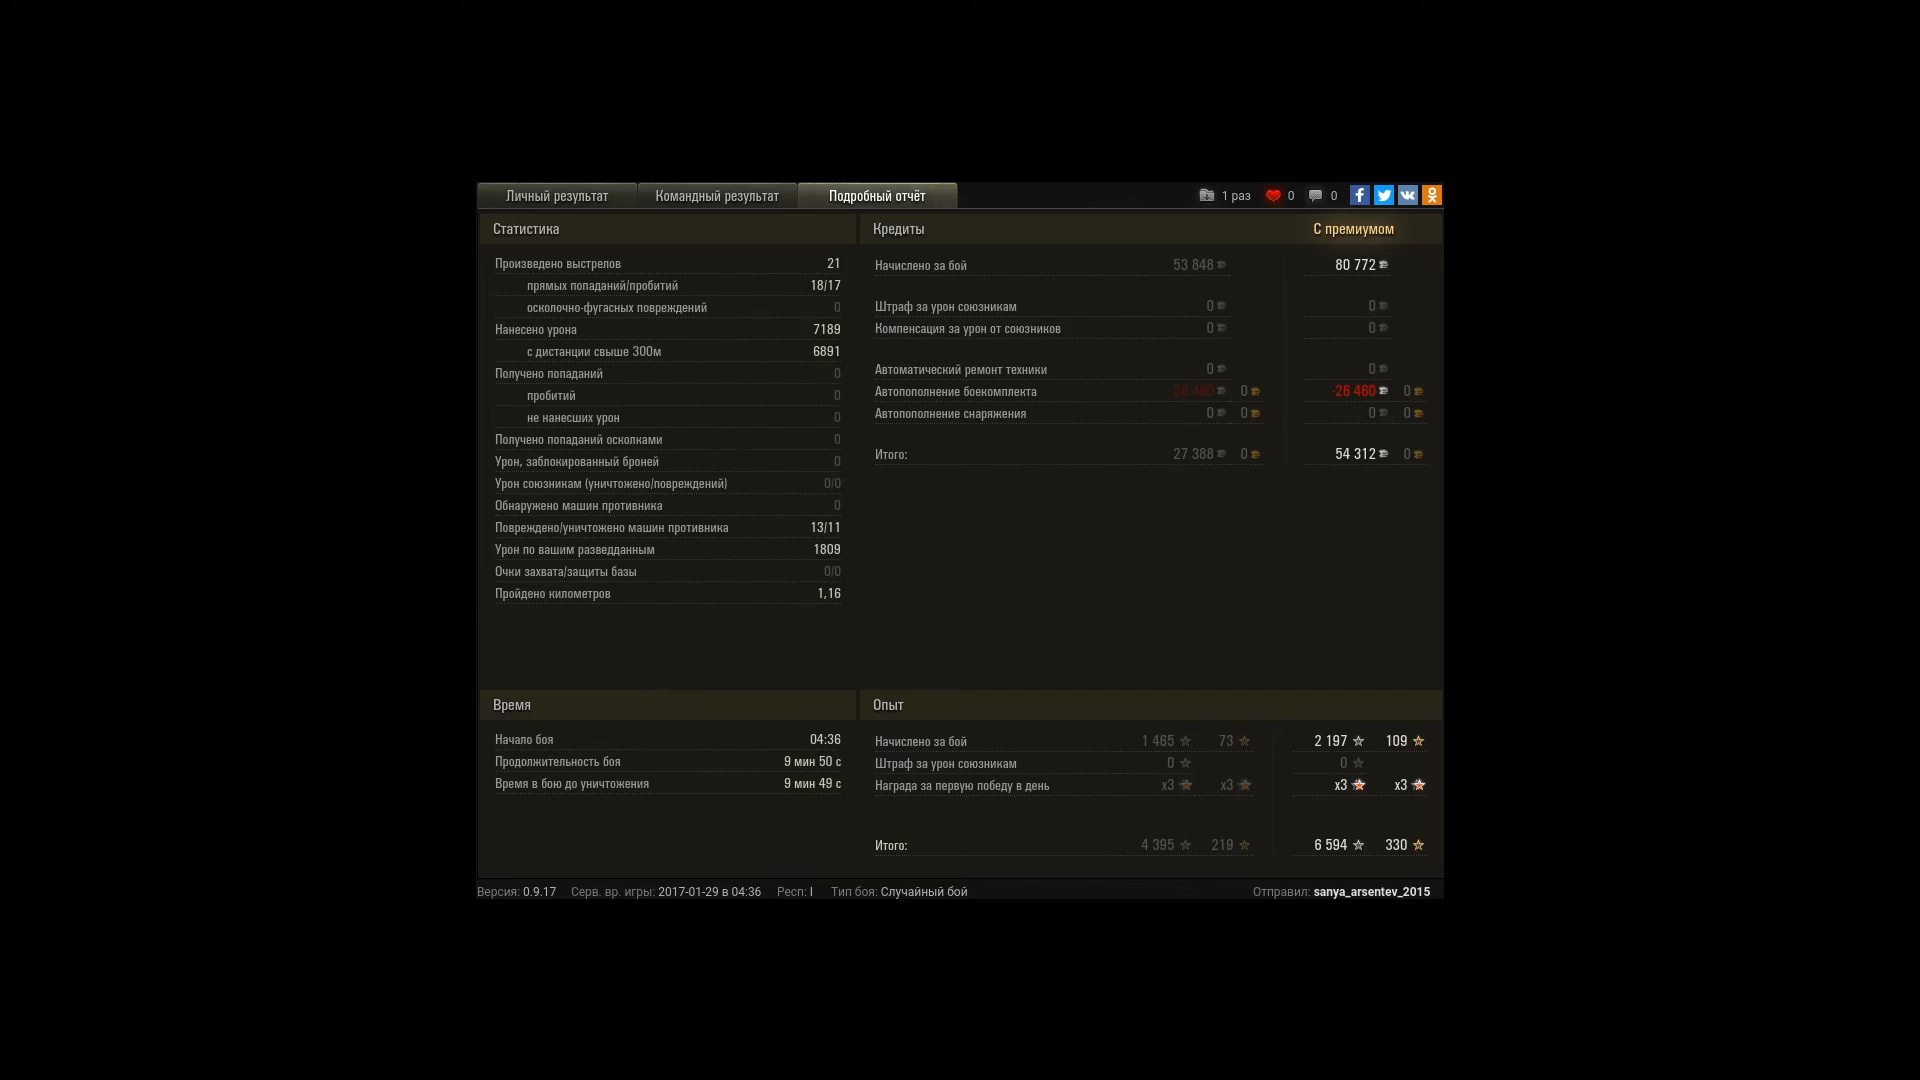 Личный результат Командный результат Подробный отчёт 1 раз 0 0
Статистика
Произведено выстрелов 21
прямых попаданий/пробитий 18/17
осколочно-фугасных повреждений 0
Нанесено урона 7189
с дистанции свыше 300м 6891
Получено попаданий 0
пробитий 0
не нанесших урон 0
Получено попаданий осколками 0
Урон, заблокированный броней 0
Урон союзникам (уничтожено/повреждений) 0/0
Обнаружено машин противника 0
Повреждено/уничтожено машин противника 13/11
Урон по вашим разведданным 1809
Очки захвата/защиты базы 0/0
Пройдено километров 1,16
Кредиты С премиумом
Начислено за бой 53 848 80 772
Штраф за урон союзникам 0 0
Компенсация за урон от союзников 0 0
Автоматический ремонт техники 0 0
Автопополнение боекомплекта -26 460 0 -26 460 0
Автопополнение снаряжения 0 0 0 0
Итого: 27 388 0 54 312 0
Время
Начало боя 04:36
Продолжительность боя 9 мин 50 с
Время в бою до уничтожения 9 мин 49 с
Опыт
Начислено за бой 1 465 73 2 197 109
Штраф за урон союзникам 0 0
Награда за первую победу в день x3 x3 x3 x3
Итого: 4 395 219 6 594 330
Версия: 0.9.17 Серв. вр. игры: 2017-01-29 в 04:36 Респ: I Тип боя: Случайный бой Отправил: sanya_arsentev_2015